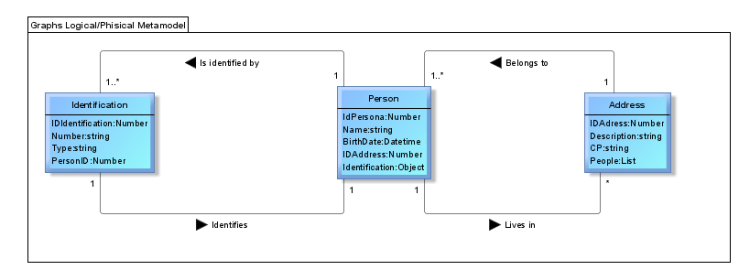 Graphs Logical/Phisical Metamodel
Is identified by
Belongs to
1..*
1
1..*
1
Identification
IDIdentification:Number
Number:string
Type:string
PersonID:Number
Person
IdPersona:Number
Name:string
BirthDate:Datetime
IDAddress:Number
Identification:Object
Address
IDAdress:Number
Description:string
CP:string
People:List
1
1
1
*
Identifies
Lives in